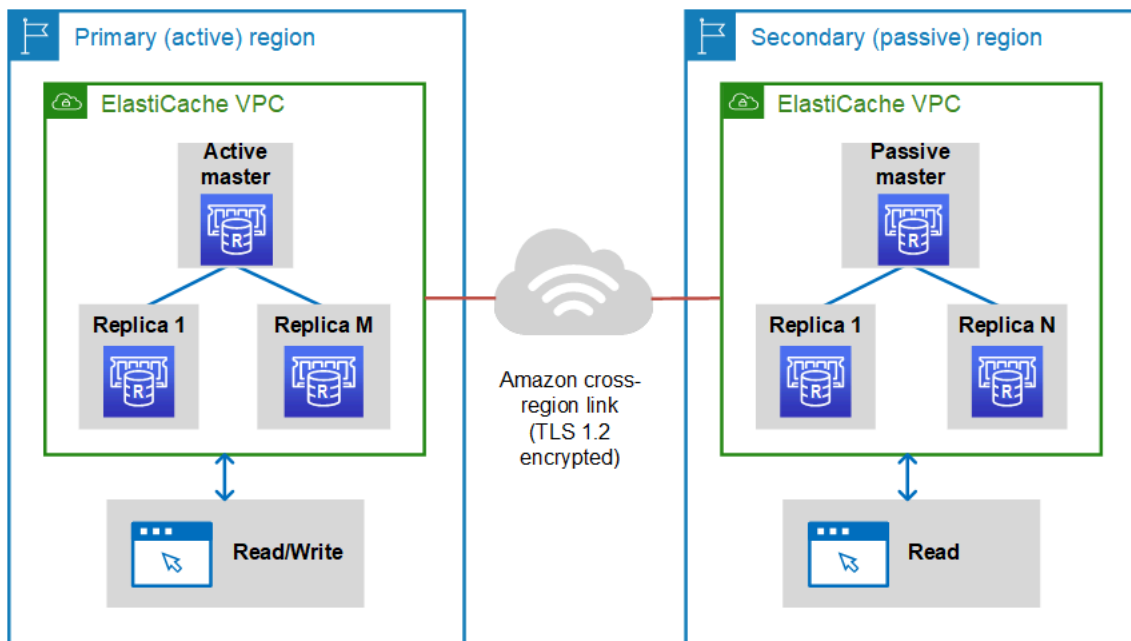 Primary (active) region
ElastiCache VPC
Active
master
R
Replica 1
R
Replica M
R
Read/Write
Amazon cross-
region link
(TLS 1.2
encrypted)
Secondary (passive) region
ElastiCache VPC
Passive
master
R
Replica 1
R
Replica N
R
Read